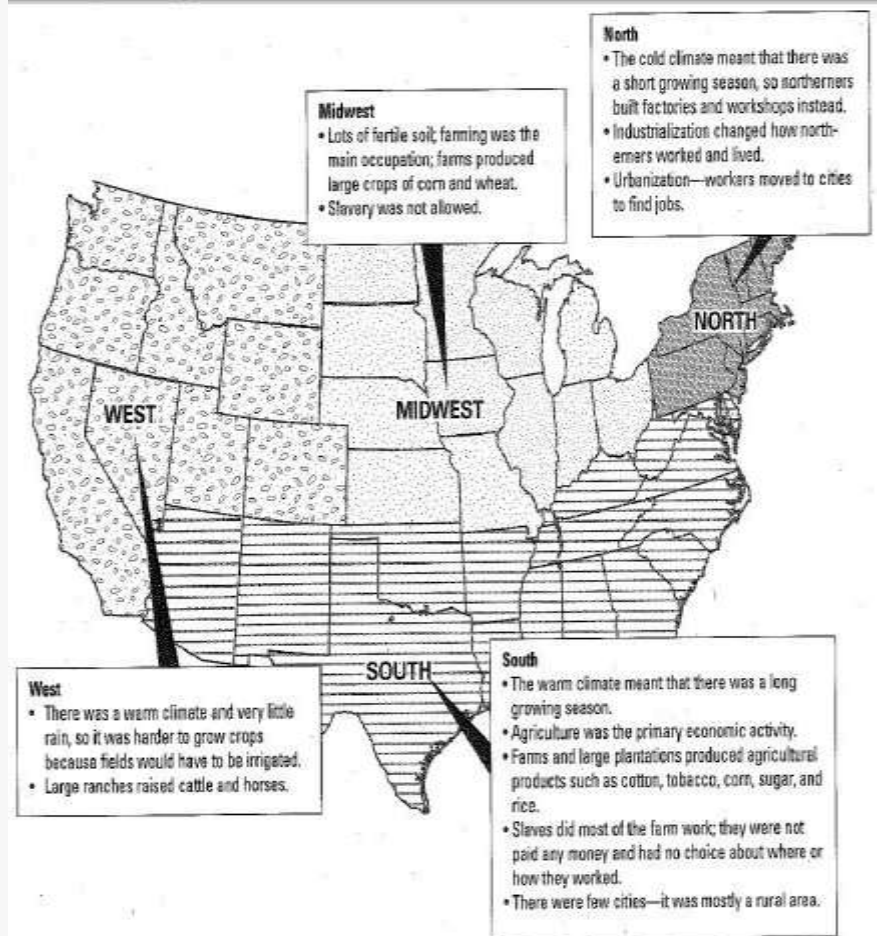 North
• The cold climate meant that there was
a short growing season, so northerners
built factories and workshops instead.
• Industrialization changed how north-
erners worked and lived.
• Urbanization—workers moved to cities
to find jobs.
Midwest
• Lots of fertile soil; farming was the
main occupation; farms produced
large crops of corn and wheat.
• Slavery was not allowed.
NORTH
WEST
MIDWEST
SOUTH
West
• There was a warm climate and very little
rain, so it was harder to grow crops
because fields would have to be irrigated.
• Large ranches raised cattle and horses.
South
• The warm climate meant that there was a long
growing season.
• Agriculture was the primary economic activity.
• Farms and large plantations produced agricultural
products such as cotton, tobacco, corn, sugar, and
rice.
• Slaves did most of the farm work; they were not
paid any money and had no choice about where or
how they worked.
• There were few cities—it was mostly a rural area.